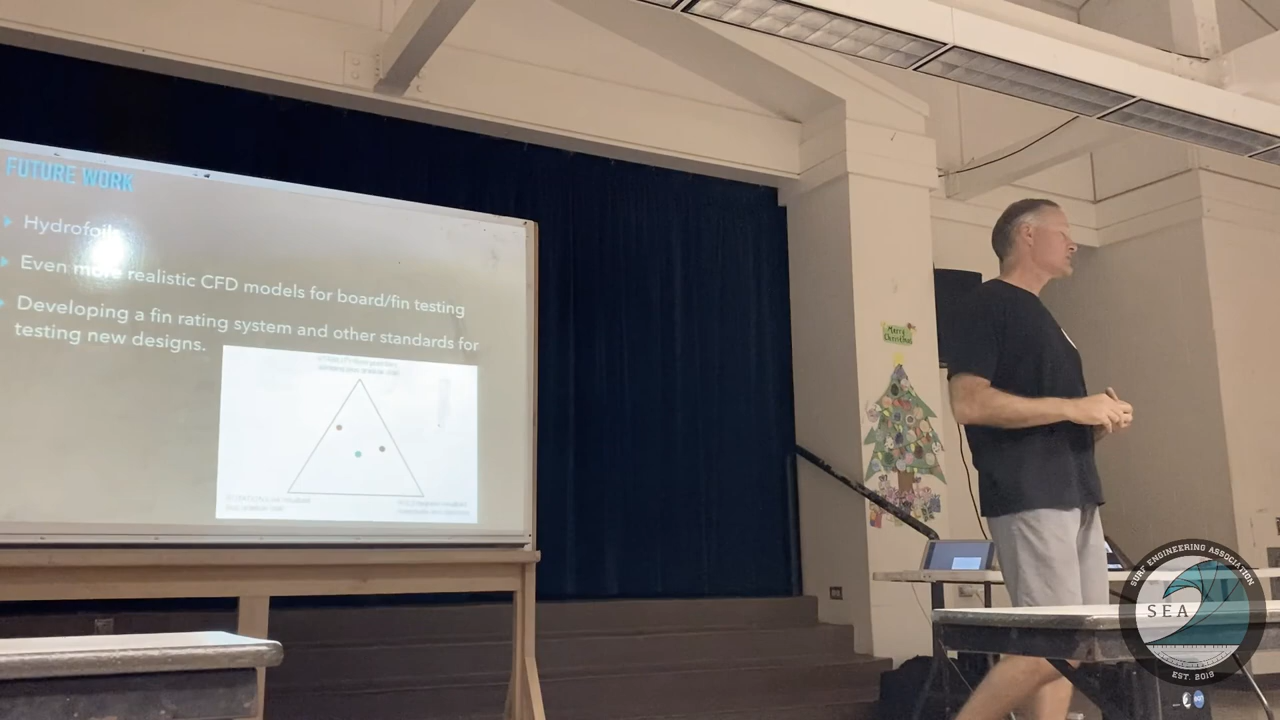 FUTURE WORK
Hydrofoils
Even more realistic CFD models for board/fin testing
Developing a fin rating system and other standards for
testing new designs.
Merry
Christmas
SURF ENGINEERING ASSOCIATION
SEA
EST. 2019